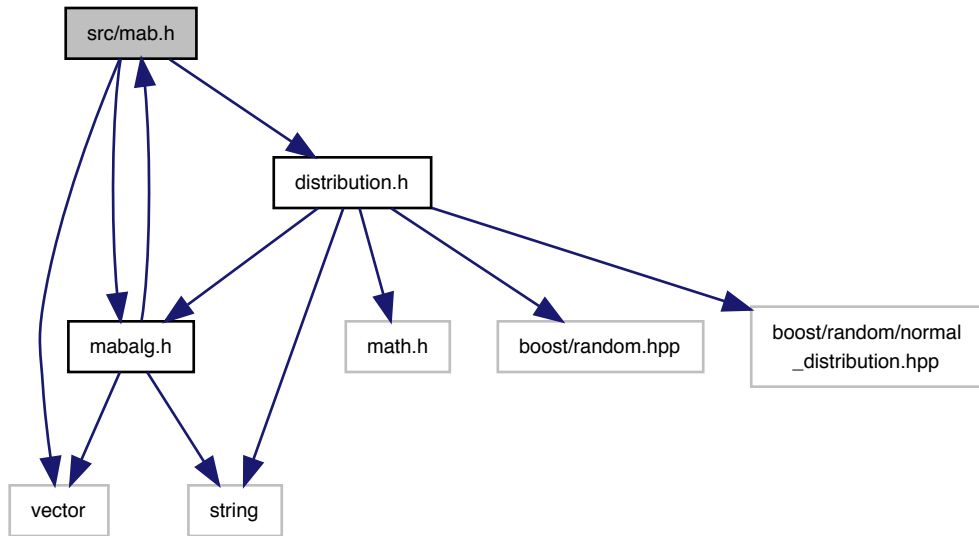 src/mab.h
distribution.h
mabalg.h
math.h
boost/random.hpp
boost/random/normal
_distribution.hpp
vector
string